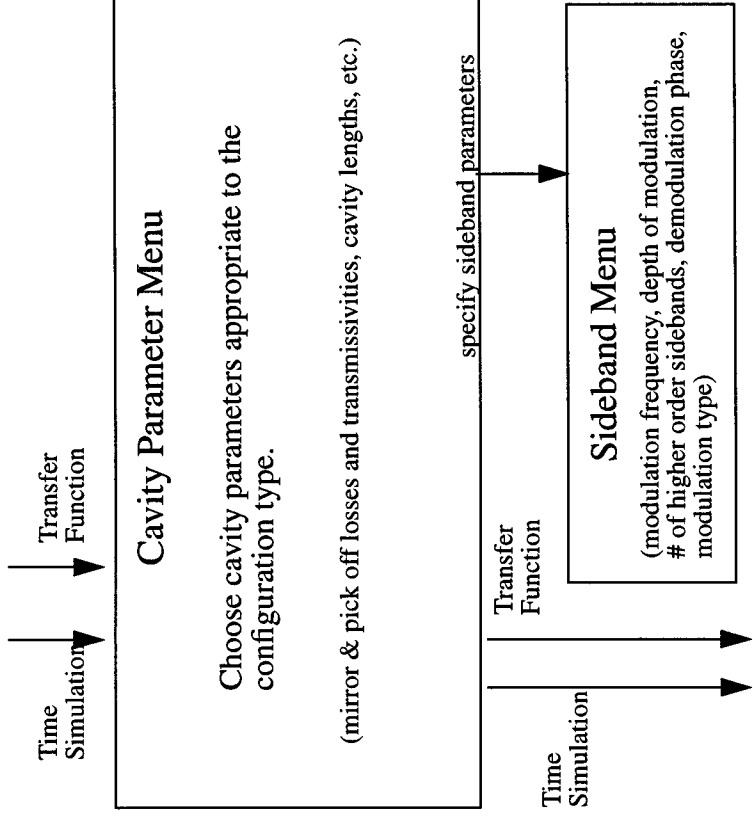 Time
Simulation
Transfer
Function
Cavity Parameter Menu
Choose cavity parameters appropriate to the
configuration type.
(mirror & pick off losses and transmissivities, cavity lengths, etc.)
specify sideband parameters
Time
Simulation
Transfer
Function
Sideband Menu
(modulation frequency, depth of modulation,
# of higher order sidebands, demodulation phase,
modulation type)